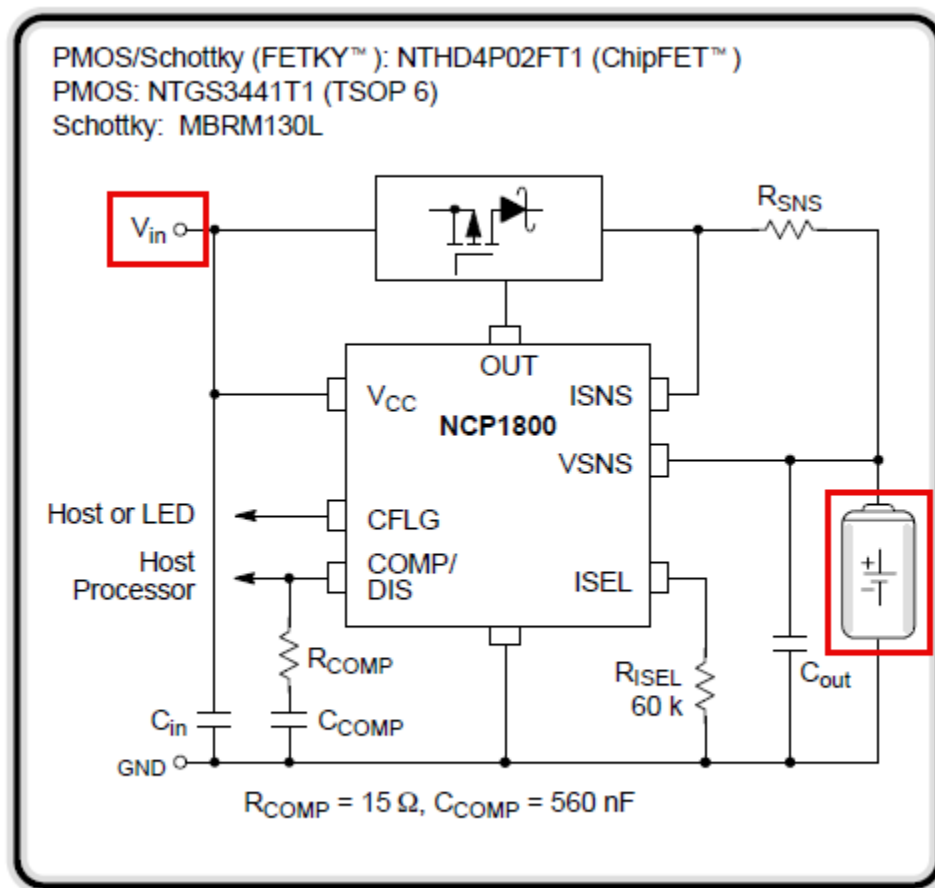 PMOS/Schottky (FETKY™ ): NTHD4P02FT1 (ChipFET™ )
PMOS: NTGS3441T1 (TSOP 6)
Schottky: MBRM130L
Vin
RSNS
OUT
VCC
ISNS
NCP1800
VSNS
Host or LED
CFLG
Host
Processor
COMP/
DIS
ISEL
+
−
RCOMP
RISEL
60 k
Cout
Cin
CCOMP
GND
RCOMP = 15 Ω, CCOMP = 560 nF